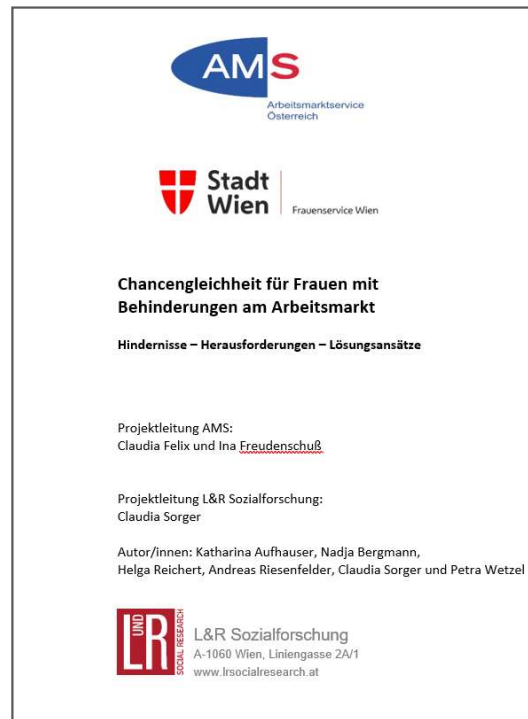 AMS
Arbeitsmarktservice
Österreich
Stadt
Wien
Frauenservice Wien
Chancengleichheit für Frauen mit
Behinderungen am Arbeitsmarkt
Hindernisse – Herausforderungen – Lösungsansätze
Projektleitung AMS:
Claudia Felix und Ina Freudenschuß
Projektleitung L&R Sozialforschung:
Claudia Sorger
Autor/innen: Katharina Aufhauser, Nadja Bergmann,
Helga Reichert, Andreas Riesenfelder, Claudia Sorger und Petra Wetzel
L UND R
SOCIAL RESEARCH
L&R Sozialforschung
A-1060 Wien, Liniengasse 2A/1
www.lrsocialresearch.at